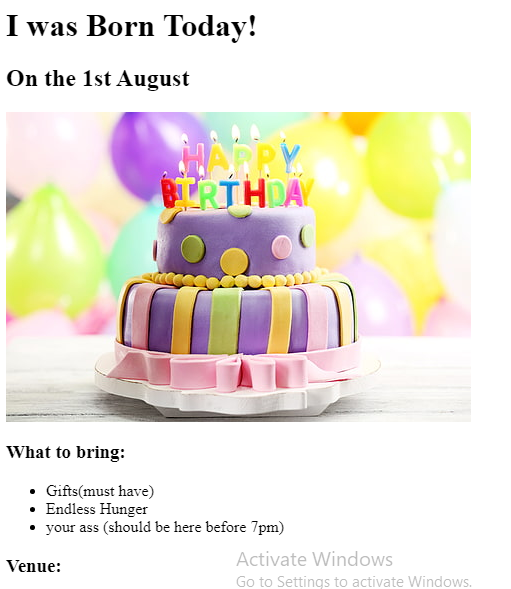 I was Born Today!
On the 1st August
HAPPY
BIRTHDAY
What to bring:
Gifts(must have)
Endless Hunger
your ass (should be here before 7pm)
Venue:
Activate Windows
Go to Settings to activate Windows.